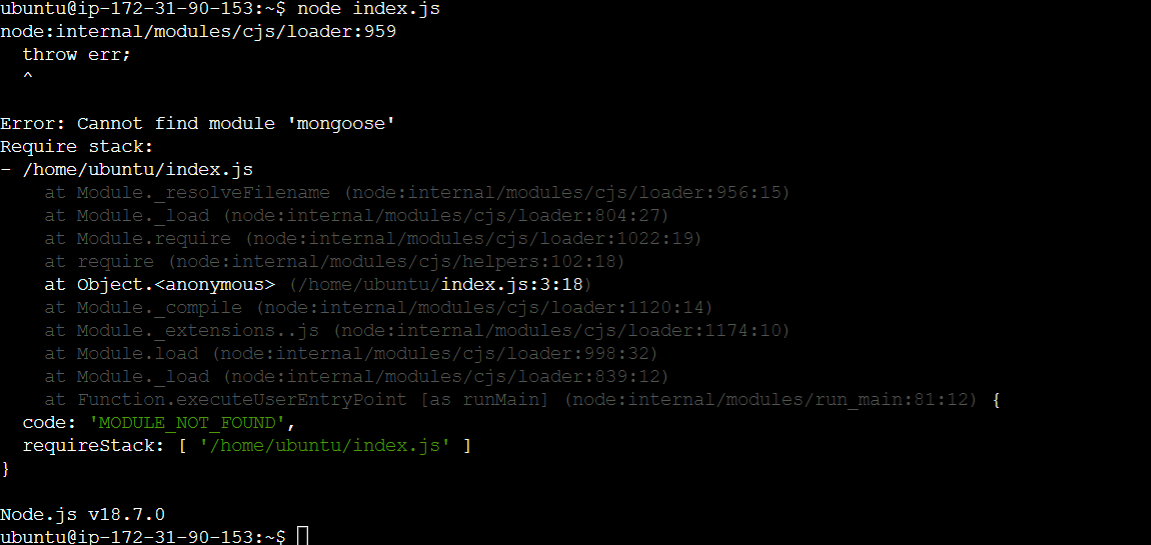 ubuntu@ip-172-31-90-153:~$ node index.js
node:internal/modules/cjs/loader:959
  throw err;
  ^

Error: Cannot find module 'mongoose'
Require stack:
- /home/ubuntu/index.js
    at Module._resolveFilename (node:internal/modules/cjs/loader:956:15)
    at Module._load (node:internal/modules/cjs/loader:804:27)
    at Module.require (node:internal/modules/cjs/loader:1022:19)
    at require (node:internal/modules/cjs/helpers:102:18)
    at Object.<anonymous> (/home/ubuntu/index.js:3:18)
    at Module._compile (node:internal/modules/cjs/loader:1120:14)
    at Module._extensions..js (node:internal/modules/cjs/loader:1174:10)
    at Module.load (node:internal/modules/cjs/loader:998:32)
    at Module._load (node:internal/modules/cjs/loader:839:12)
    at Function.executeUserEntryPoint [as runMain] (node:internal/modules/run_main:81:12) {
  code: 'MODULE_NOT_FOUND',
  requireStack: [ '/home/ubuntu/index.js' ]
}

Node.js v18.7.0
ubuntu@ip-172-31-90-153:~$